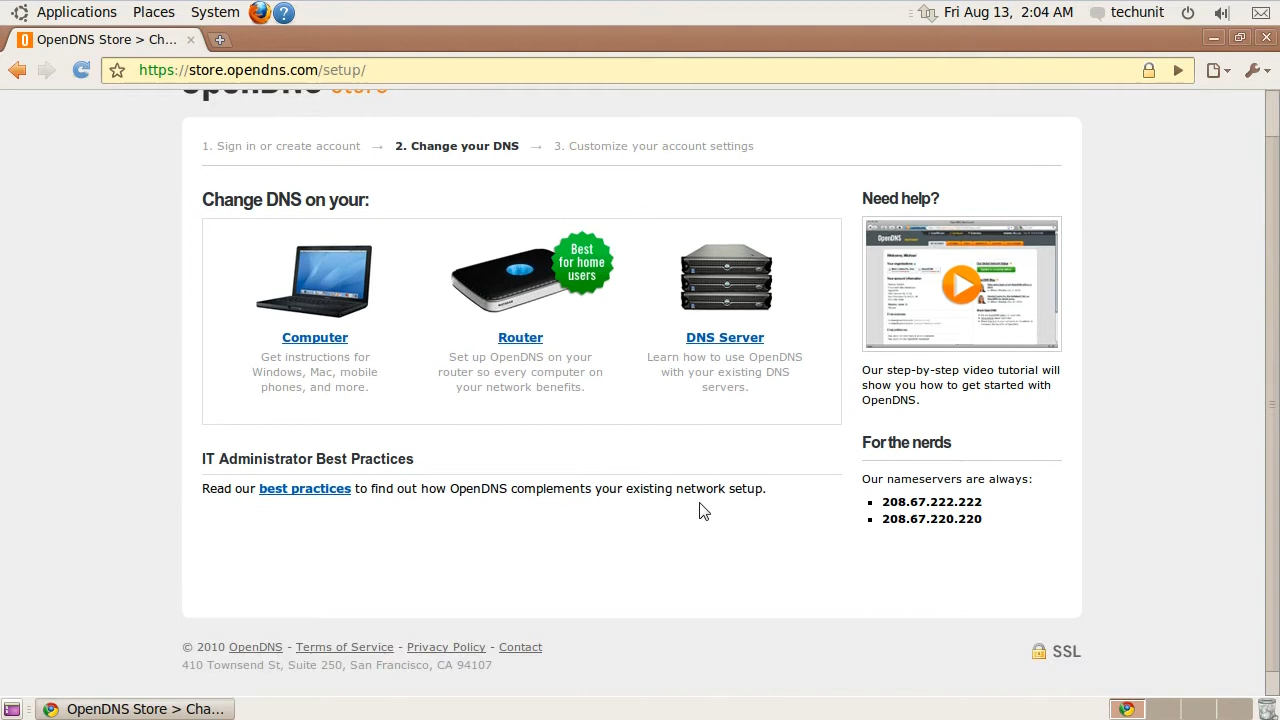 Applications Places System
Fri Aug 13, 2:04 AM techunit
OpenDNS Store > Cha...
https://store.opendns.com/setup/
OpenDNS Store
1. Sign in or create account → 2. Change your DNS → 3. Customize your account settings
Change DNS on your:
Best
for home
users
Computer
Get instructions for
Windows, Mac, mobile
phones, and more.
Router
Set up OpenDNS on your
router so every computer on
your network benefits.
DNS Server
Learn how to use OpenDNS
with your existing DNS
servers.
IT Administrator Best Practices
Read our best practices to find out how OpenDNS complements your existing network setup.
Need help?
OpenDNS
Our step-by-step video tutorial will
show you how to get started with
OpenDNS.
For the nerds
Our nameservers are always:
208.67.222.222
208.67.220.220
© 2010 OpenDNS - Terms of Service - Privacy Policy - Contact
410 Townsend St, Suite 250, San Francisco, CA 94107
SSL
OpenDNS Store > Cha...